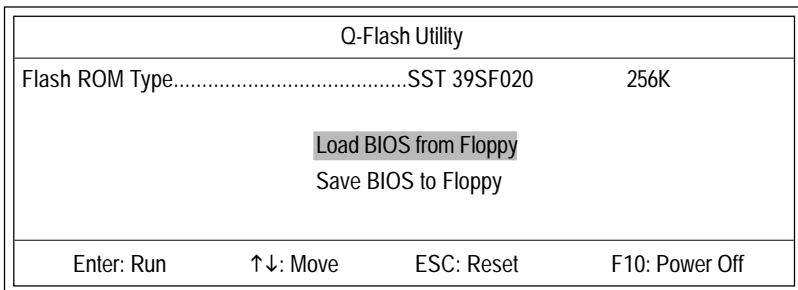 Q-Flash Utility
Flash ROM Type.........................................SST 39SF020 256K
Load BIOS from Floppy
Save BIOS to Floppy
Enter: Run ↑↓: Move ESC: Reset F10: Power Off